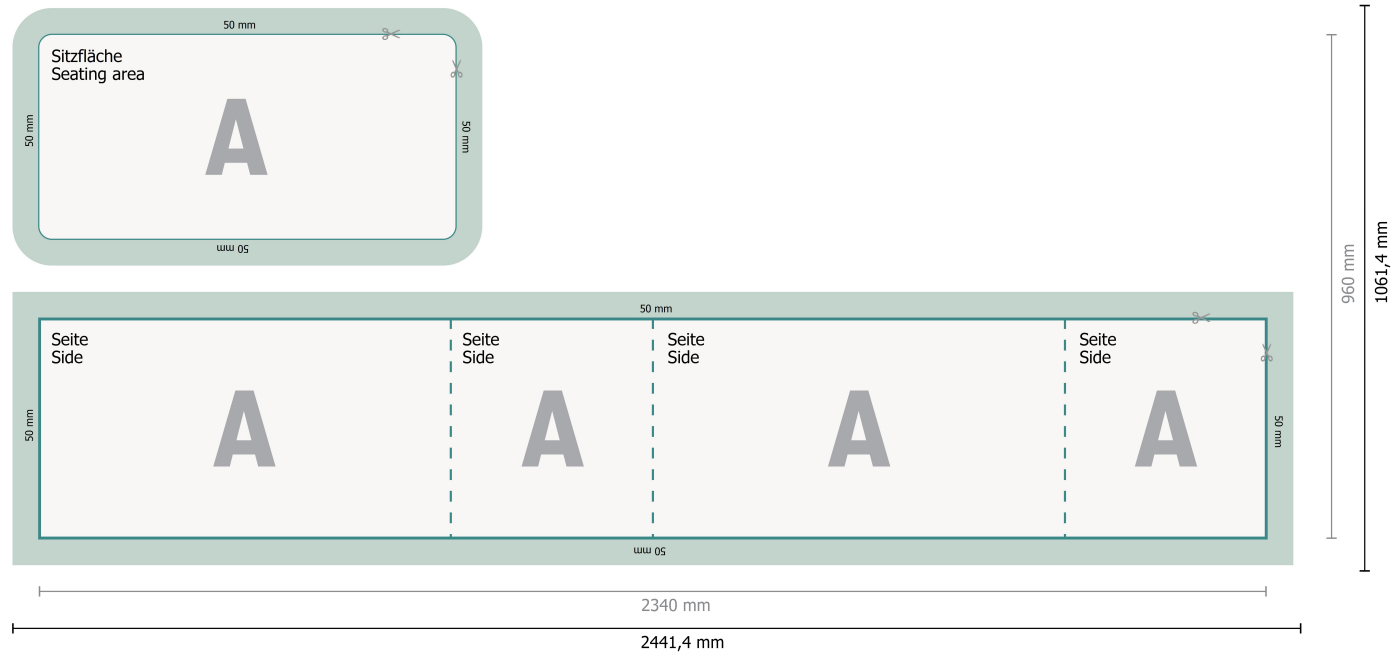 50 mm
Sitzfläche
Seating area
A
50 mm
50 mm
50 mm
960 mm
1061,4 mm
50 mm
Seite
Side
Seite
Side
Seite
Side
Seite
Side
A
A
A
A
50 mm
50 mm
50 mm
2340 mm
2441,4 mm